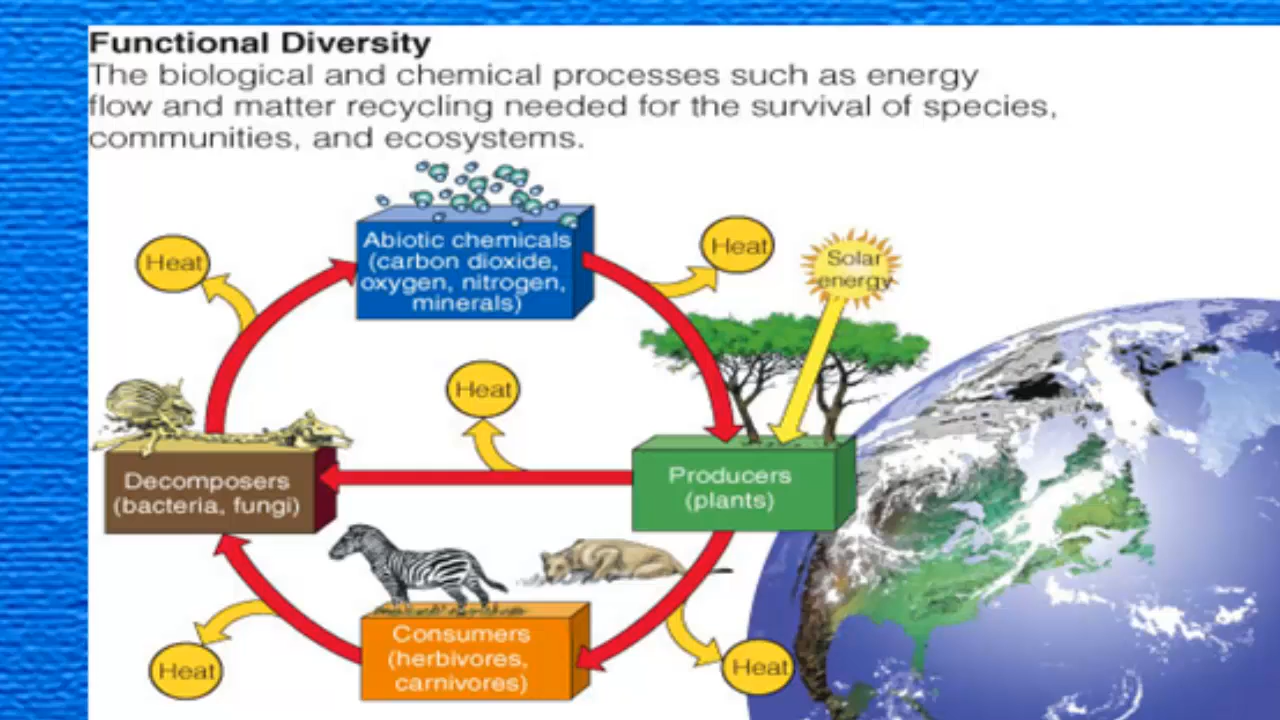 Functional Diversity
The biological and chemical processes such as energy
flow and matter recycling needed for the survival of species,
communities, and ecosystems.
Abiotic chemicals
(carbon dioxide,
oxygen, nitrogen,
minerals)
Heat
Heat
Solar
energy
Heat
Decomposers
(bacteria, fungi)
Producers
(plants)
Consumers
(herbivores,
carnivores)
Heat
Heat